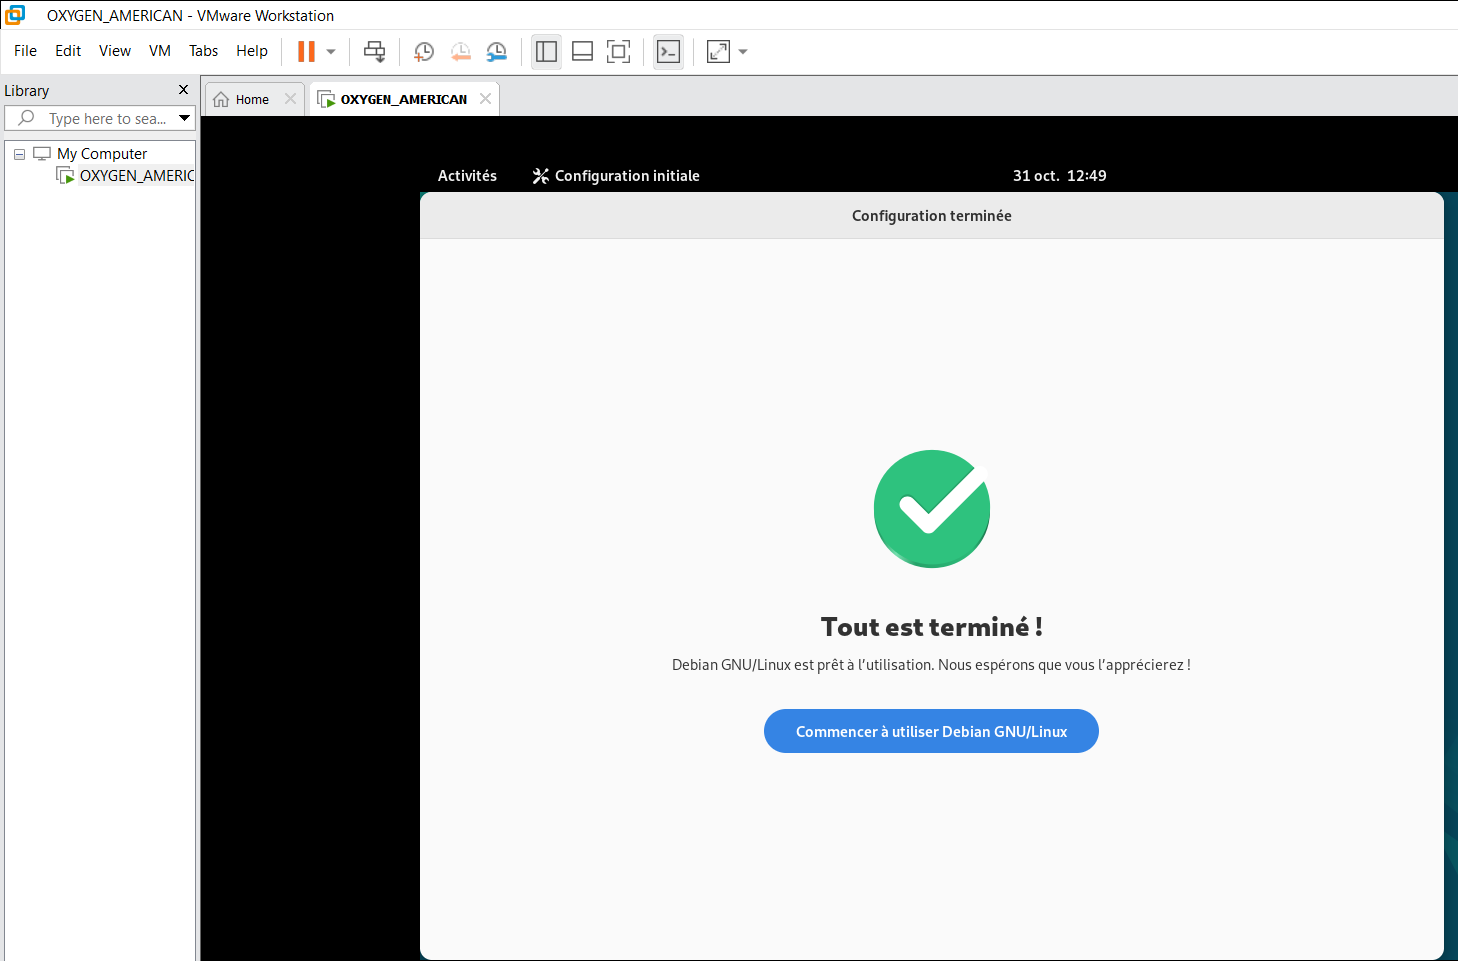 OXYGEN_AMERICAN - VMware Workstation
File Edit View VM Tabs Help
Library
Home
OXYGEN_AMERICAN
Type here to sea...
My Computer
OXYGEN_AMERIC
Activités
Configuration initiale
31 oct. 12:49
Configuration terminée
Tout est terminé !
Debian GNU/Linux est prêt à l’utilisation. Nous espérons que vous l’apprécierez !
Commencer à utiliser Debian GNU/Linux